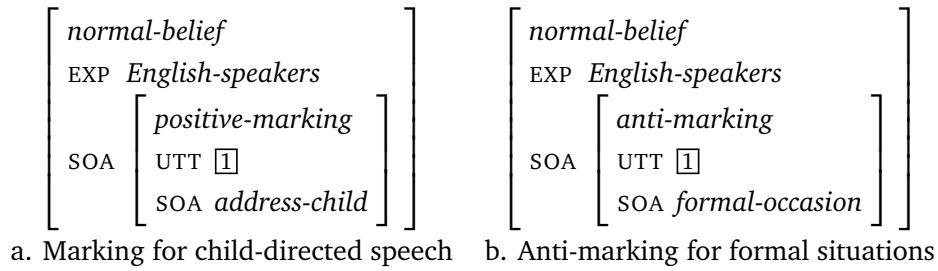 normal-belief
EXP English-speakers
positive-marking
UTT 1
SOA
SOA address-child
a. Marking for child-directed speech
normal-belief
EXP English-speakers
anti-marking
UTT 1
SOA
SOA formal-occasion
b. Anti-marking for formal situations